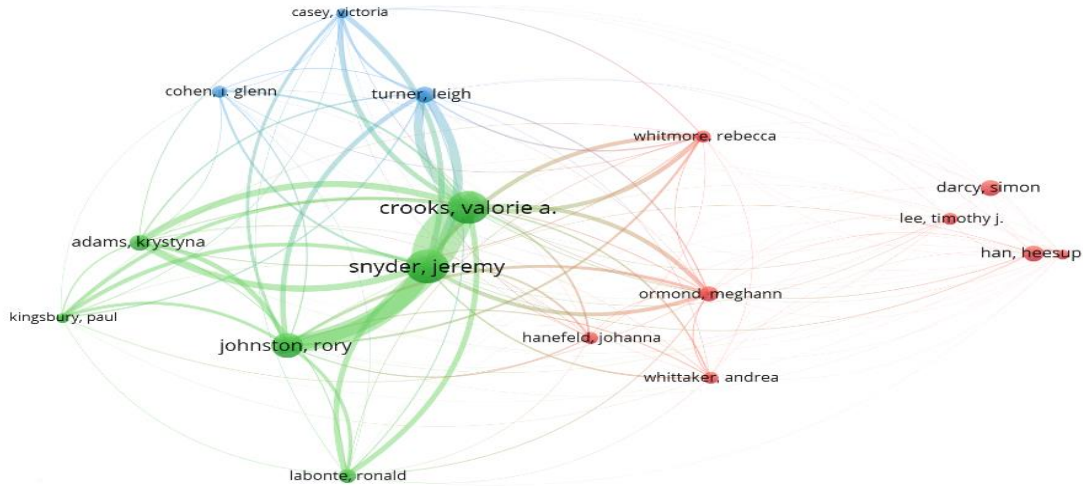 casey, victoria
cohen, i. glenn
turner, leigh
whitmore, rebecca
darcy, simon
crooks, valorie a.
lee, timothy j.
adams, krystyna
han, heesup
snyder, jeremy
ormond, meghann
kingsbury, paul
hanefeld, johanna
johnston, rory
whittaker, andrea
labonte, ronald